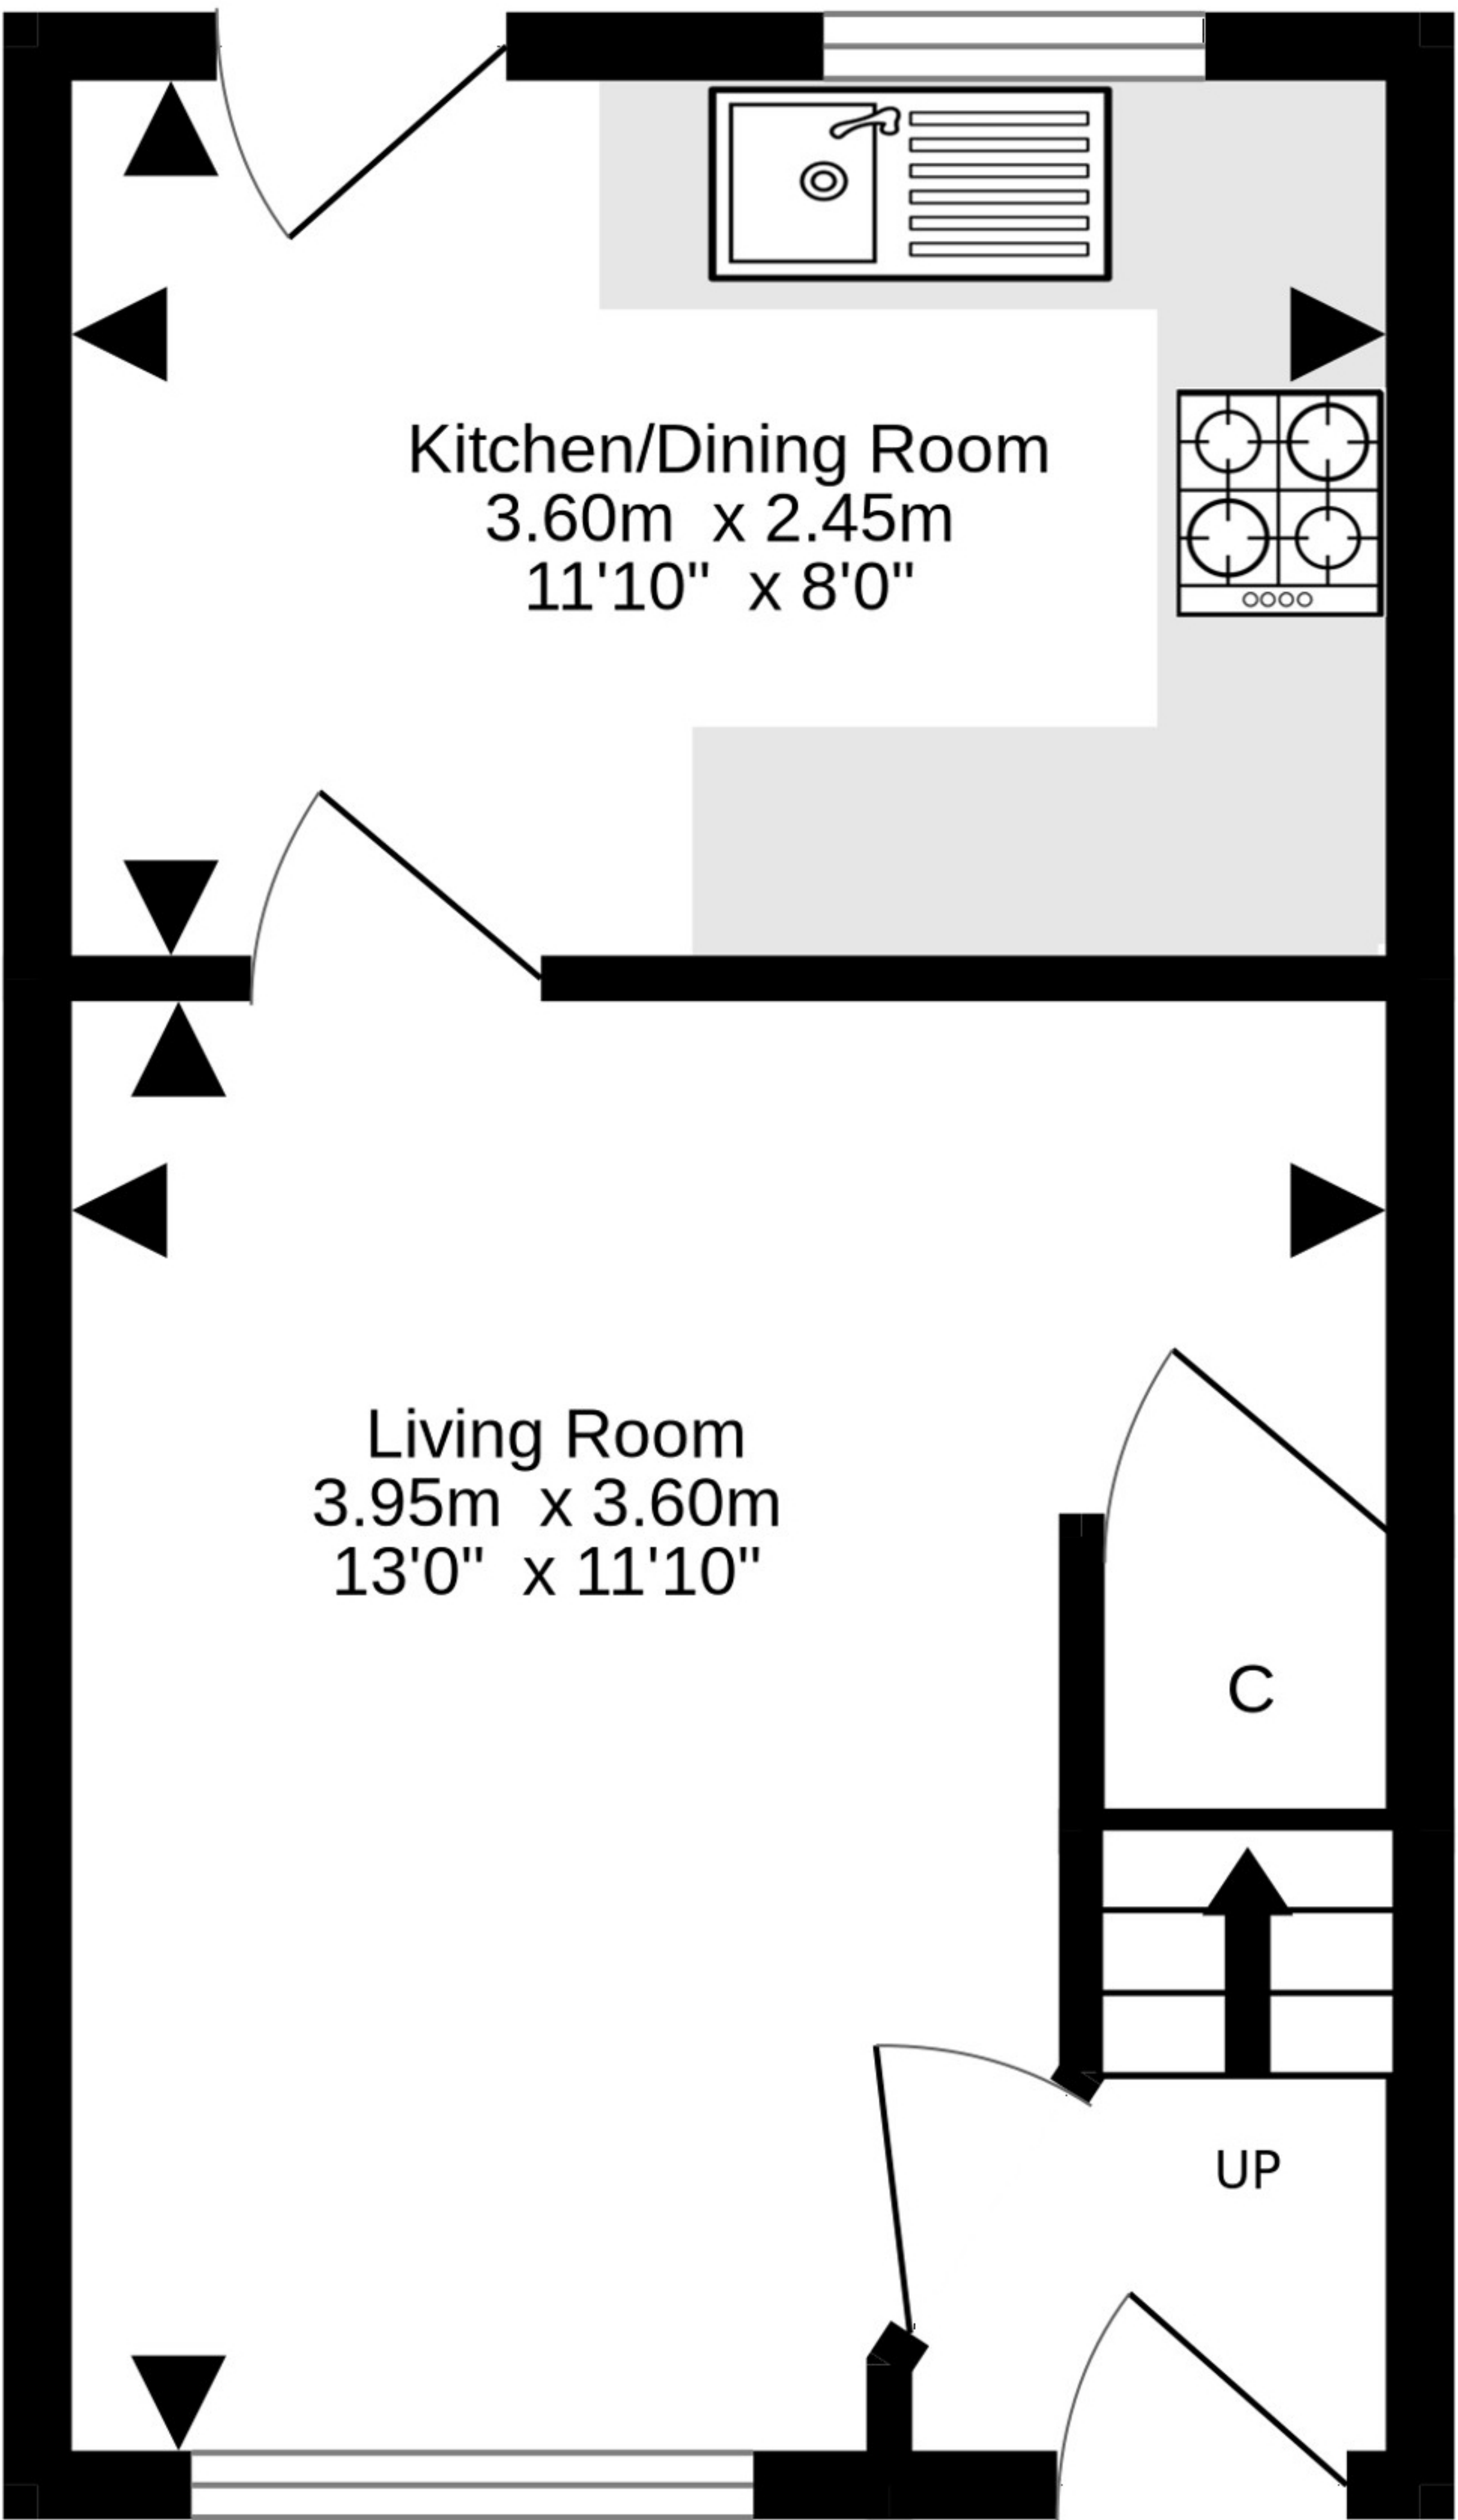 Kitchen/Dining Room
3.60m x 2.45m
11'10" x 8'0"
Living Room
3.95m x 3.60m
13'0" x 11'10"
C
UP